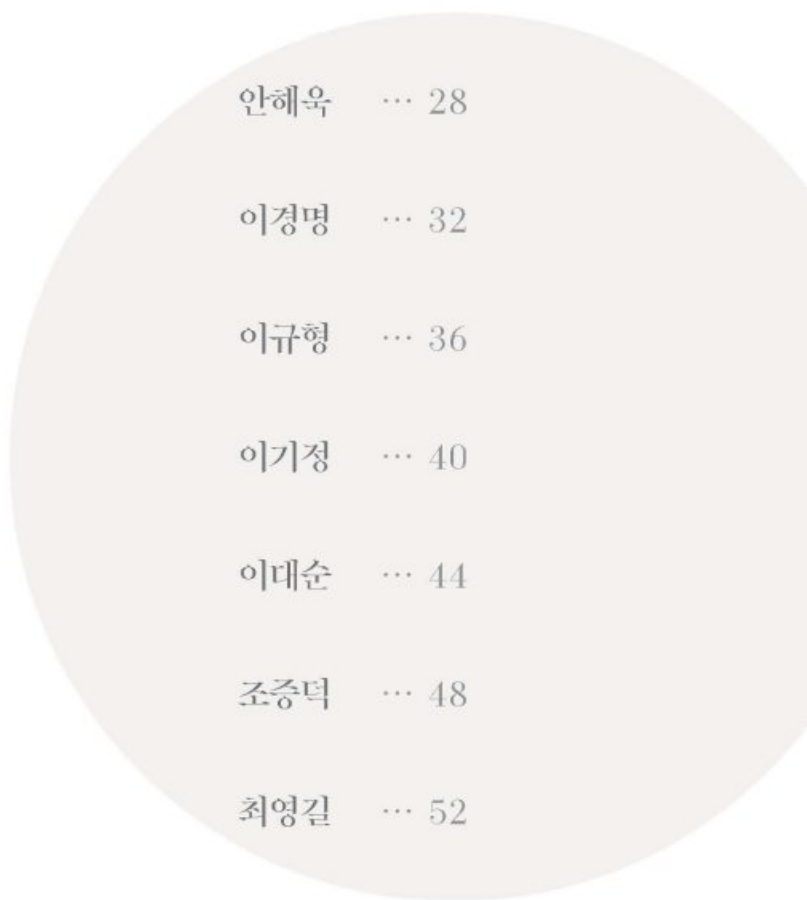 안해욱 ··· 28
이경명 ··· 32
이규형 ··· 36
이기정 ··· 40
이대순 ··· 44
조증덕 ··· 48
최영길 ··· 52